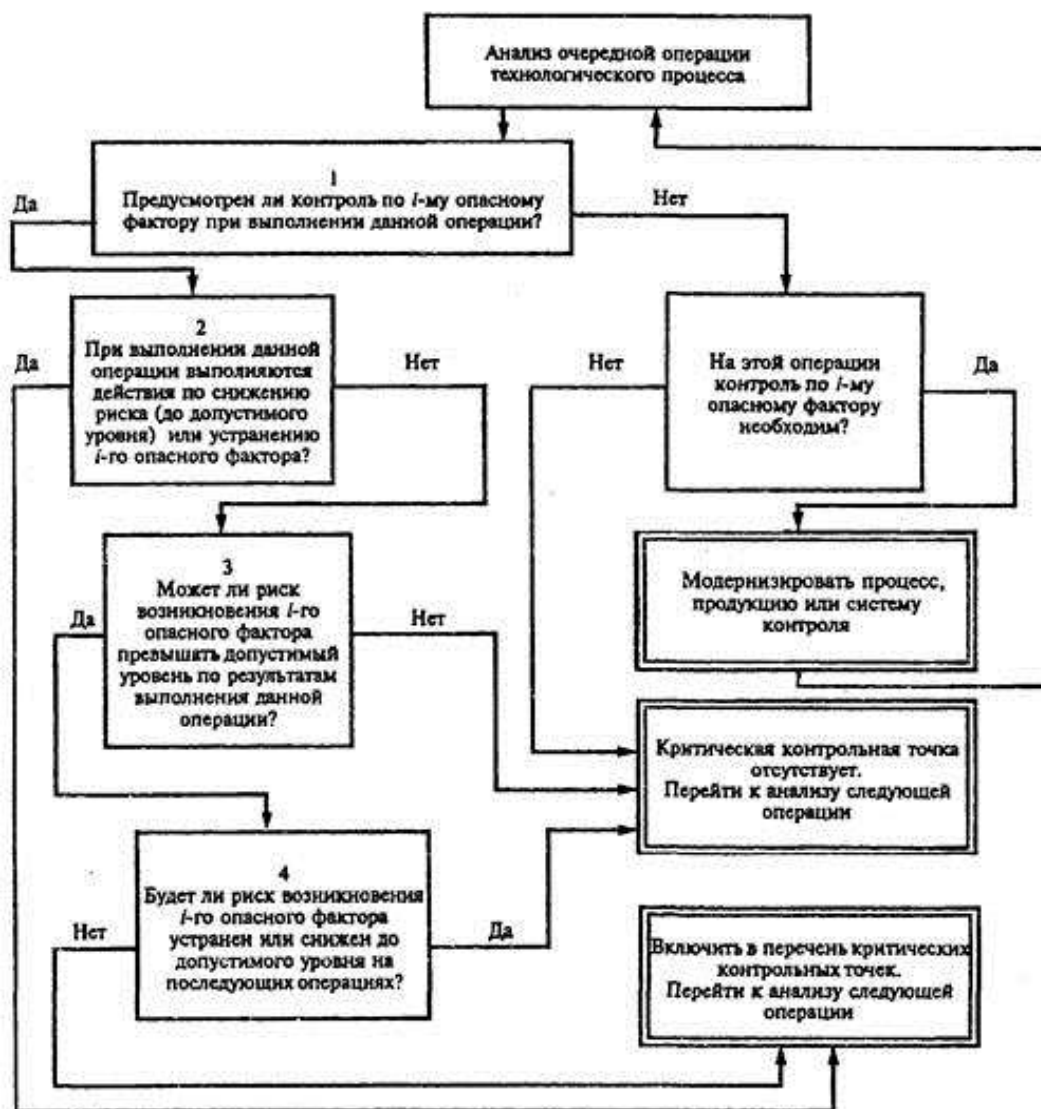 Анализ очередной операции
технологического процесса
1
Предусмотрен ли контроль по i-му опасному
фактору при выполнении данной операции?
Да
Нет
2
При выполнении данной
операции выполняются
действия по снижению
риска (до допустимого
уровня) или устранению
i-го опасного фактора?
Да
Нет
На этой операции
контроль по i-му
опасному фактору
необходим?
Нет
Да
3
Может ли риск
возникновения i-го
опасного фактора
превышать допустимый
уровень по результатам
выполнения данной
операции?
Да
Нет
Модернизировать процесс,
продукцию или систему
контроля
Критическая контрольная точка
отсутствует.
Перейти к анализу следующей
операции
4
Будет ли риск возникновения
i-го опасного фактора
устранен или снижен до
допустимого уровня на
последующих операциях?
Нет
Да
Включить в перечень критических
контрольных точек.
Перейти к анализу следующей
операции